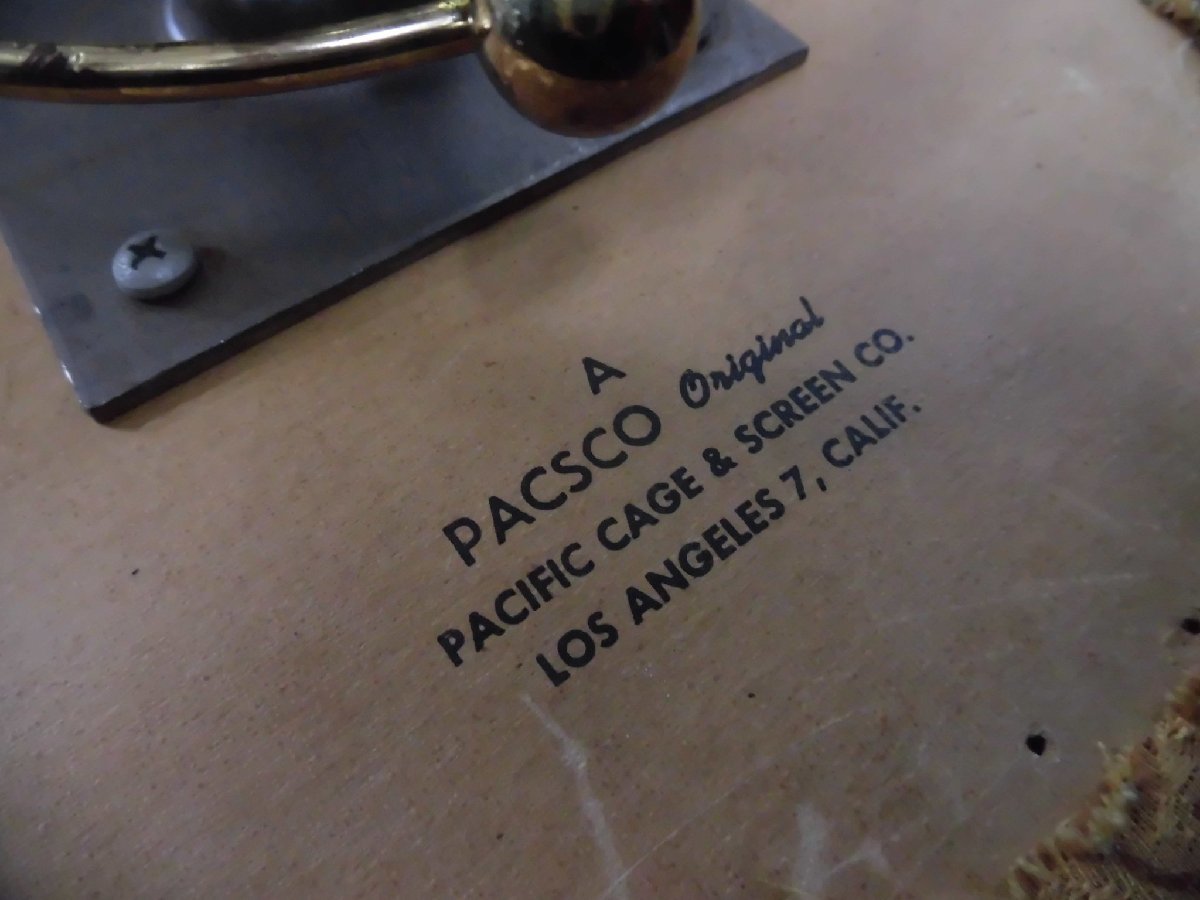 A
PACSCO Original
PACIFIC CAGE & SCREEN CO.
LOS ANGELES 7, CALIF.